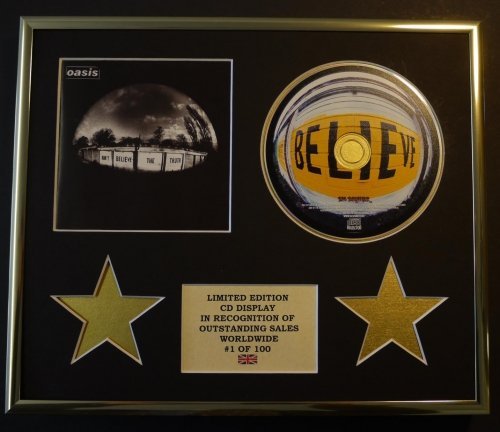 oasis
DON'T BELIEVE THE TRUTH
BELIEVE
LIMITED EDITION
CD DISPLAY
IN RECOGNITION OF
OUTSTANDING SALES
WORLDWIDE
#1 OF 100